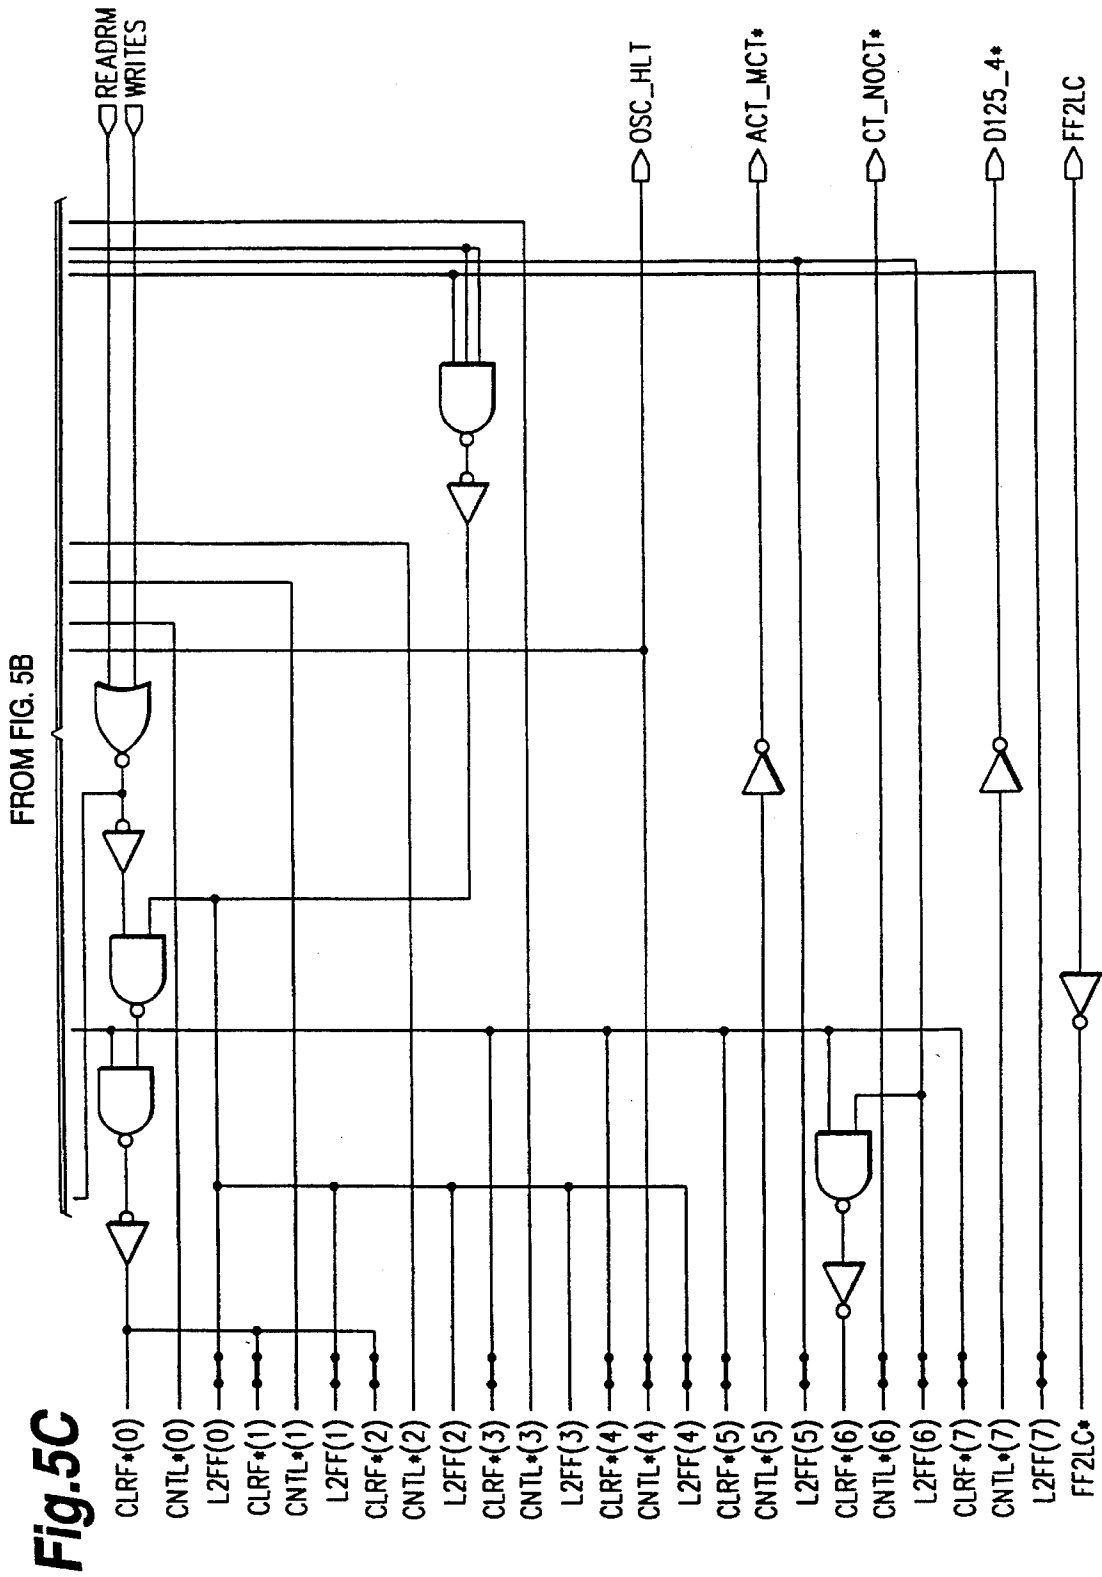 FROM FIG. 5B
READRM
WRITES
OSC_HLT
ACT_MCT*
CT_NOCT*
D125_4*
FF2LC
Fig.5C
CLRF*(0)
CNTL*(0)
L2FF(0)
CLRF*(1)
CNTL*(1)
L2FF(1)
CLRF*(2)
CNTL*(2)
L2FF(2)
CLRF*(3)
CNTL*(3)
L2FF(3)
CLRF*(4)
CNTL*(4)
L2FF(4)
CLRF*(5)
CNTL*(5)
L2FF(5)
CLRF*(6)
CNTL*(6)
L2FF(6)
CLRF*(7)
CNTL*(7)
L2FF(7)
FF2LC*